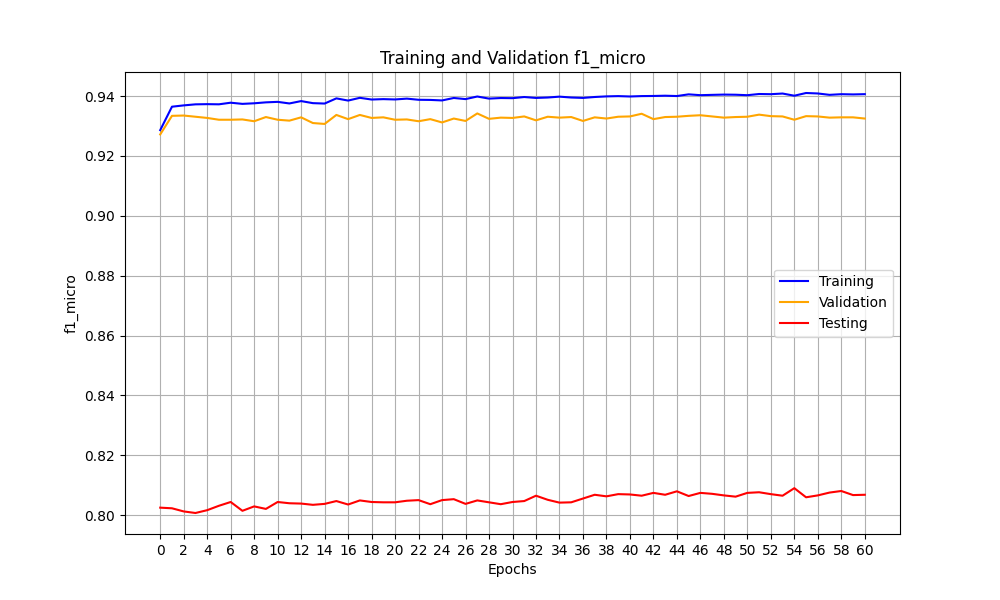 Training and Validation f1_micro
f1_micro
0.94
0.92
0.90
0.88
0.86
0.84
0.82
0.80
Training
Validation
Testing
0 2 4 6 8 10 12 14 16 18 20 22 24 26 28 30 32 34 36 38 40 42 44 46 48 50 52 54 56 58 60
Epochs